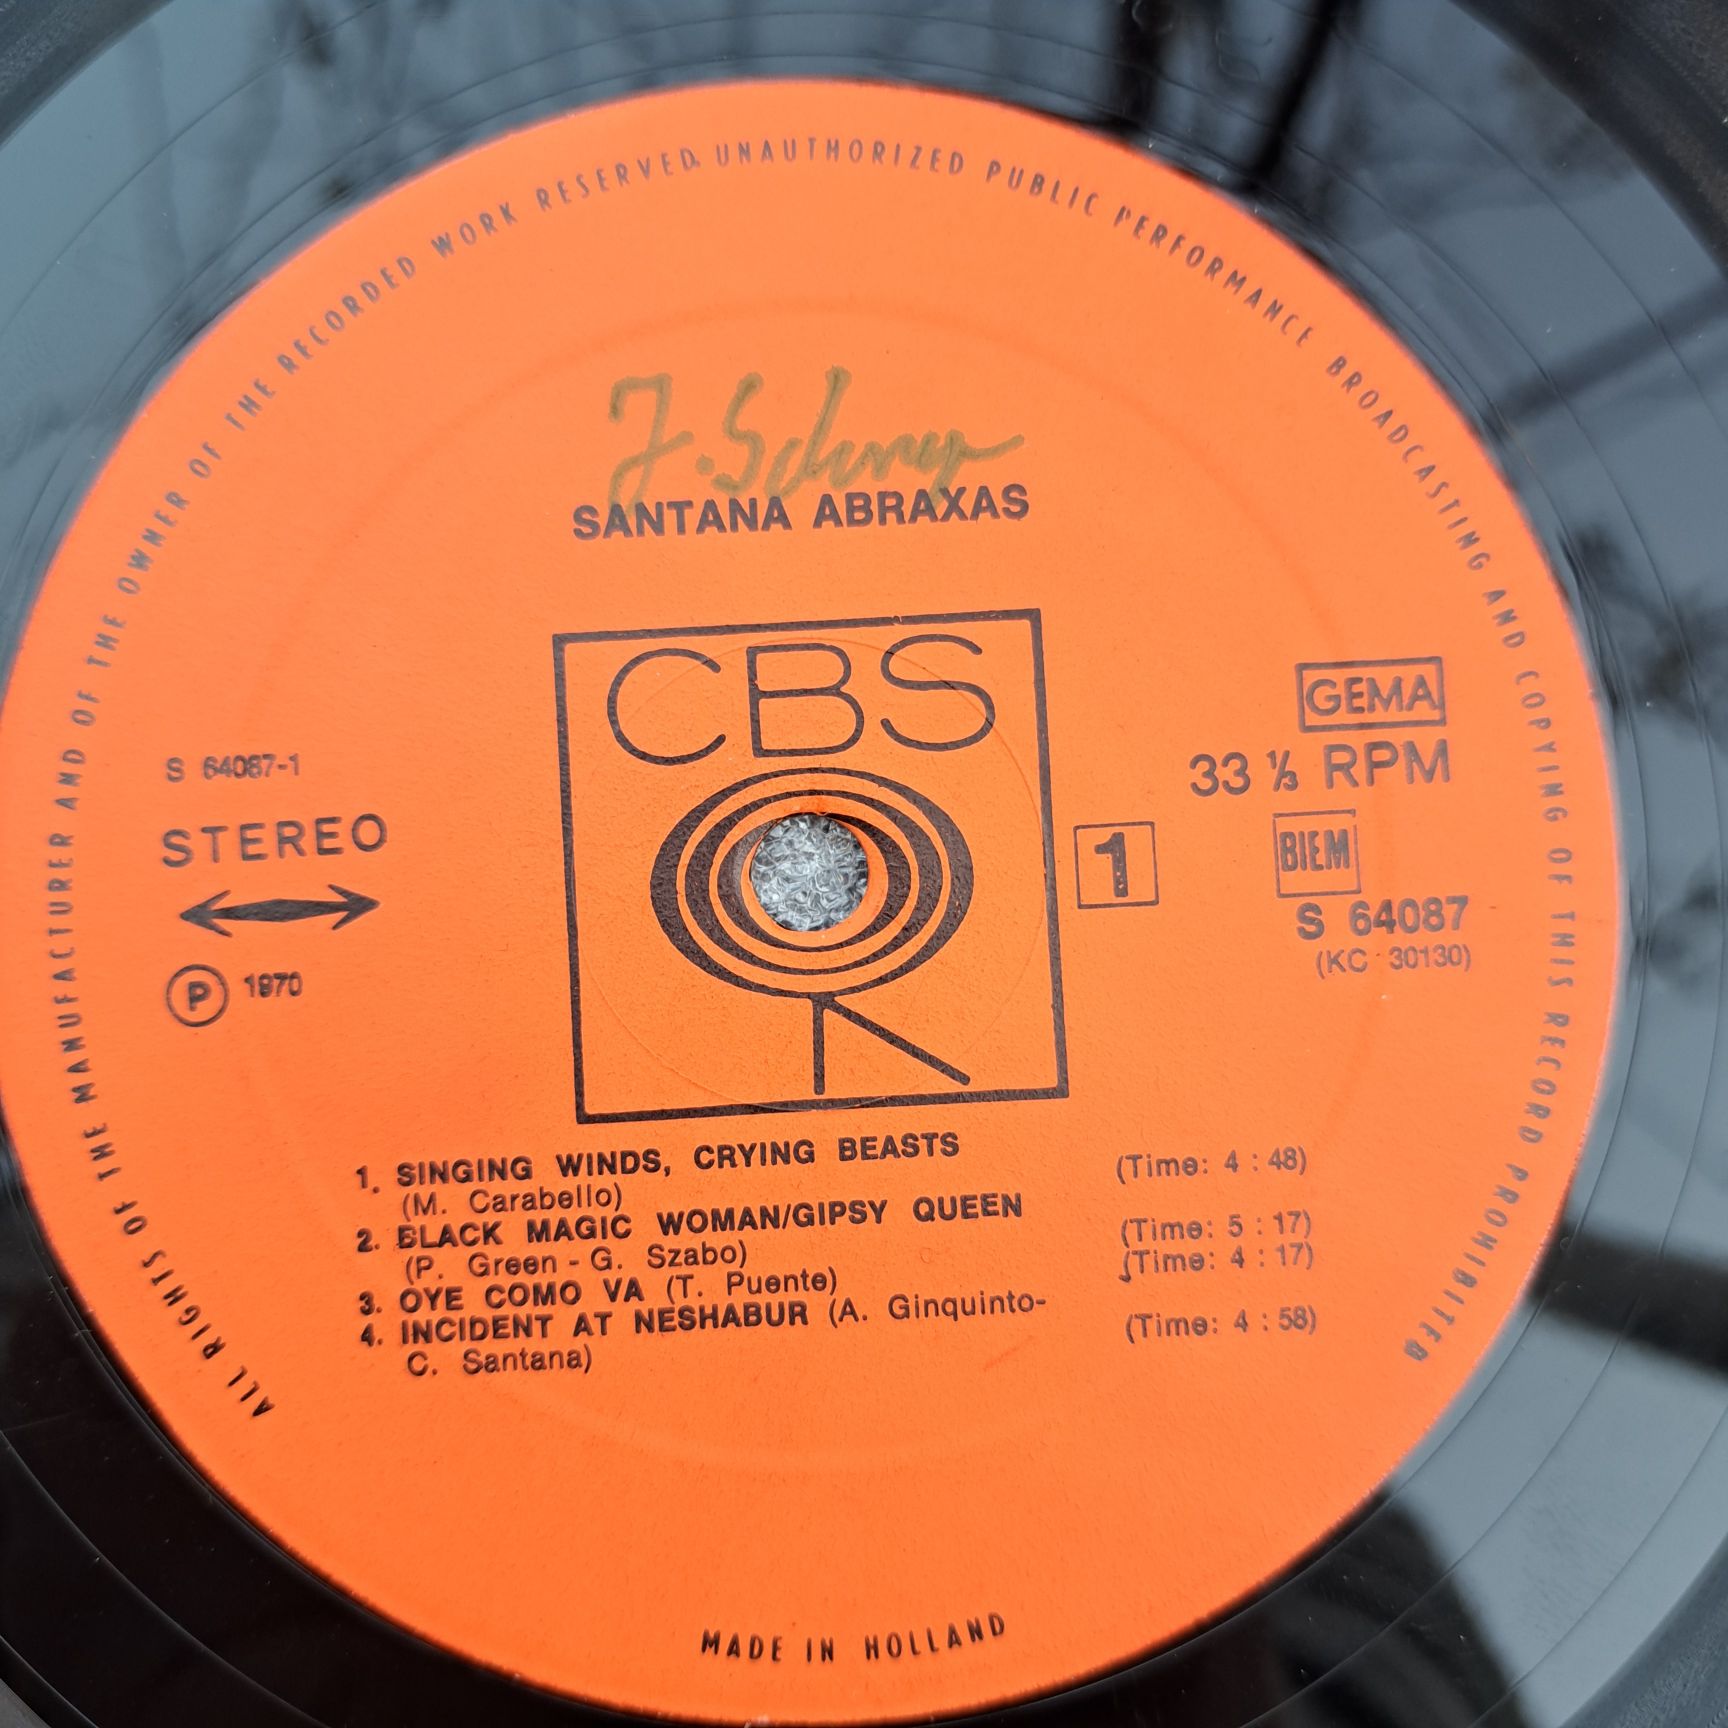 ALL RIGHTS OF THE MANUFACTURER AND OF THE OWNER OF THE RECORDED WORK RESERVED. UNAUTHORIZED PUBLIC PERFORMANCE BROADCASTING AND COPYING OF THIS RECORD PROHIBITED
SANTANA ABRAXAS
CBS
GEMA
33 ⅓ RPM
S 64087-1
STEREO
1
BIEM
S 64087
(KC 30130)
P 1970
1. SINGING WINDS, CRYING BEASTS (Time: 4 : 48)
(M. Carabello)
2. BLACK MAGIC WOMAN/GIPSY QUEEN (Time: 5 : 17)
(P. Green - G. Szabo)
3. OYE COMO VA (T. Puente) (Time: 4 : 17)
4. INCIDENT AT NESHABUR (A. Ginquinto-
C. Santana) (Time: 4 : 58)
MADE IN HOLLAND